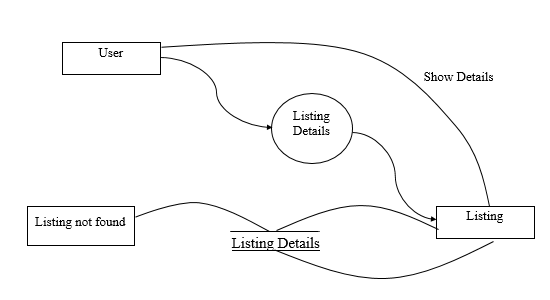 User
Show Details
Listing
Details
Listing not found
Listing Details
Listing